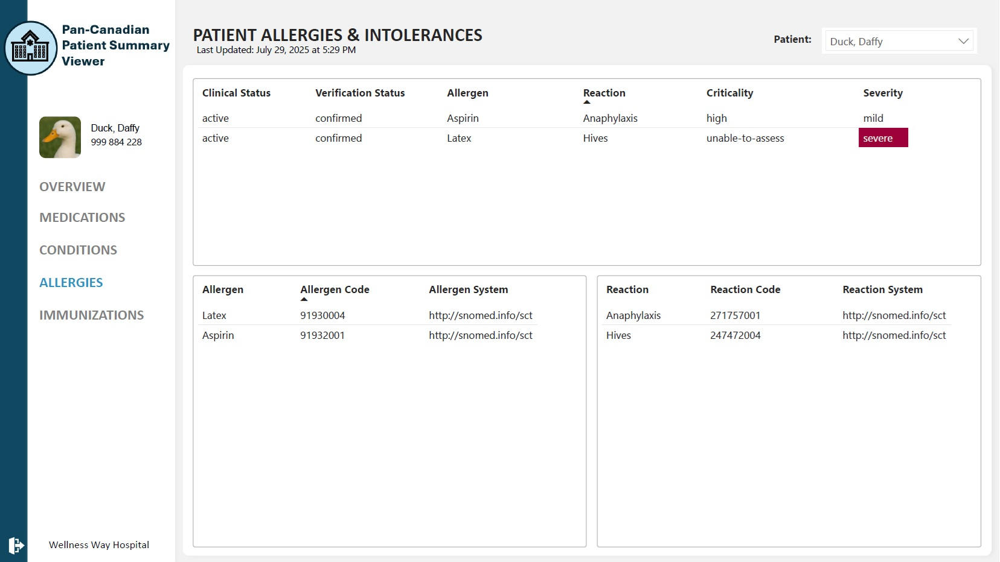 Pan-Canadian
Patient Summary
Viewer
Duck, Daffy
999 884 228
OVERVIEW
MEDICATIONS
CONDITIONS
ALLERGIES
IMMUNIZATIONS
Wellness Way Hospital
PATIENT ALLERGIES & INTOLERANCES
Last Updated: July 29, 2025 at 5:29 PM
Patient: Duck, Daffy
Clinical Status Verification Status Allergen Reaction Criticality Severity
active confirmed Aspirin Anaphylaxis high mild
active confirmed Latex Hives unable-to-assess severe
Allergen Allergen Code Allergen System
Latex 91930004 http://snomed.info/sct
Aspirin 91932001 http://snomed.info/sct
Reaction Reaction Code Reaction System
Anaphylaxis 271757001 http://snomed.info/sct
Hives 247472004 http://snomed.info/sct